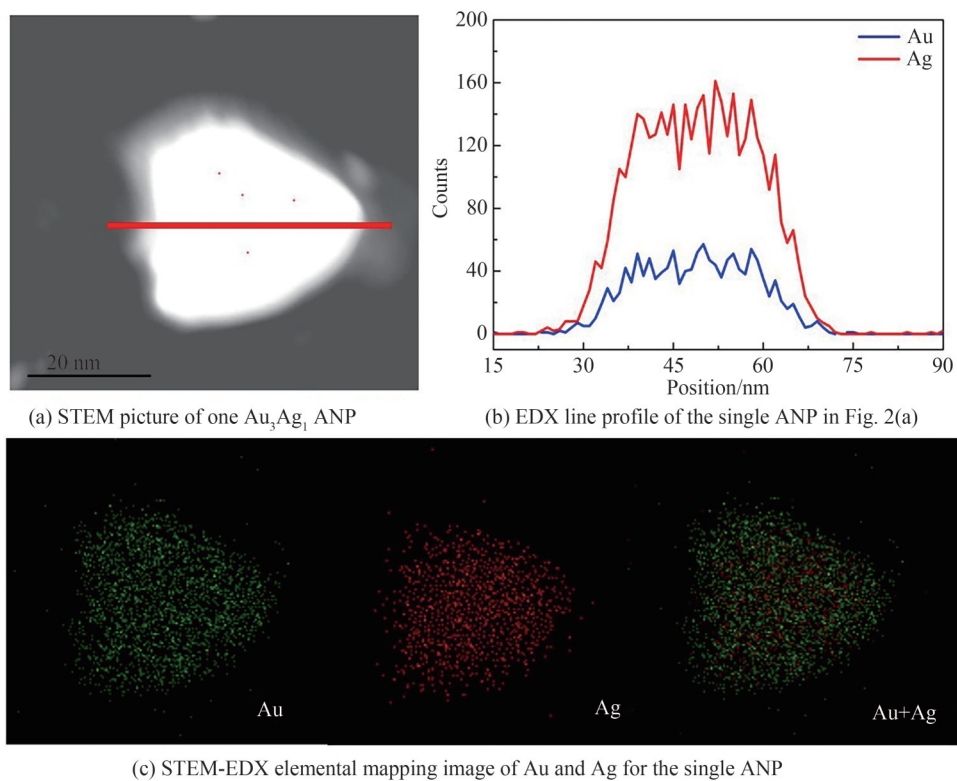 20 nm
(a) STEM picture of one Au₃Ag₁ ANP
200
160
120
80
40
0
Counts
Au
Ag
15 30 45 60 75 90
Position/nm
(b) EDX line profile of the single ANP in Fig. 2(a)
Au
Ag
Au+Ag
(c) STEM-EDX elemental mapping image of Au and Ag for the single ANP